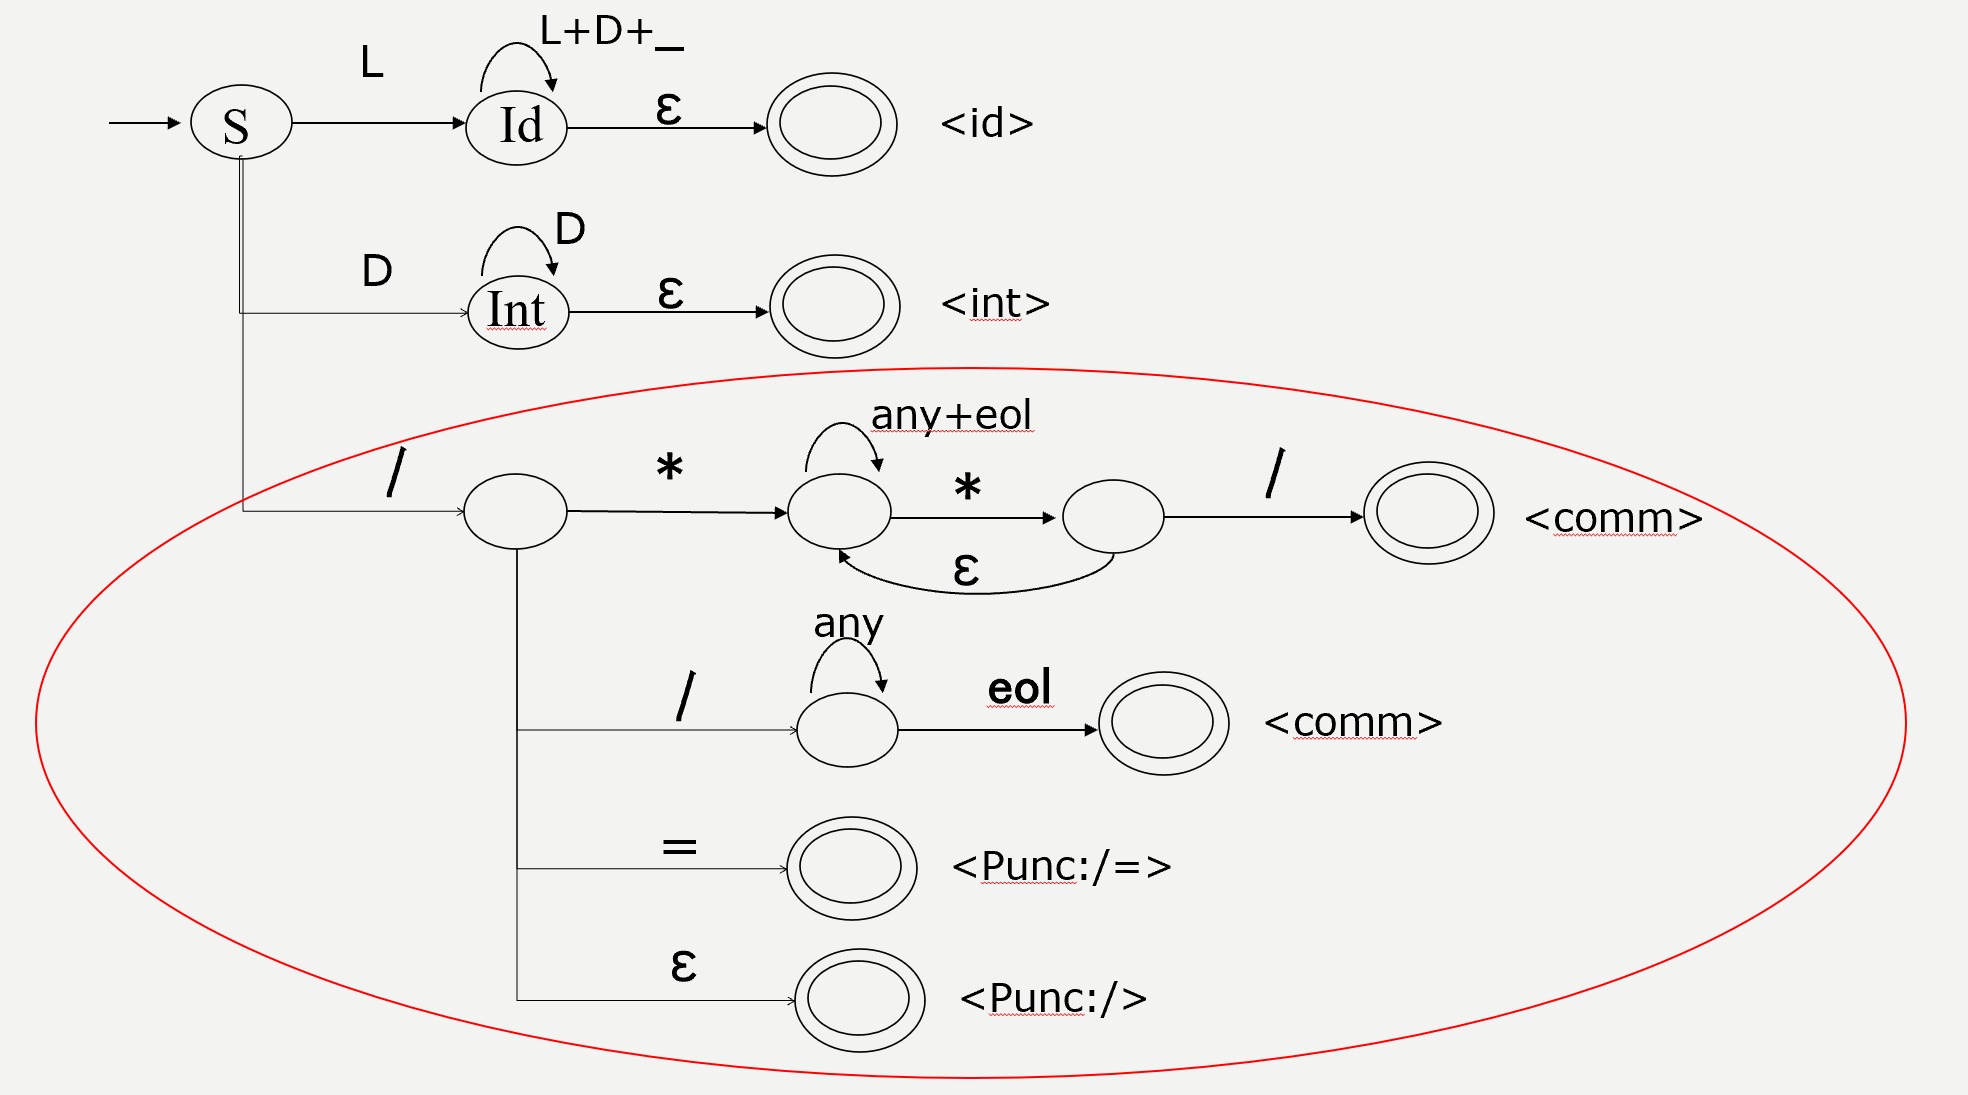 L+D+_
L
S
Id
ε
<id>
D
D
Int
ε
<int>
any+eol
/
*
*
/
<comm>
ε
any
/
eol
<comm>
=
<Punc:/=>
ε
<Punc:/>